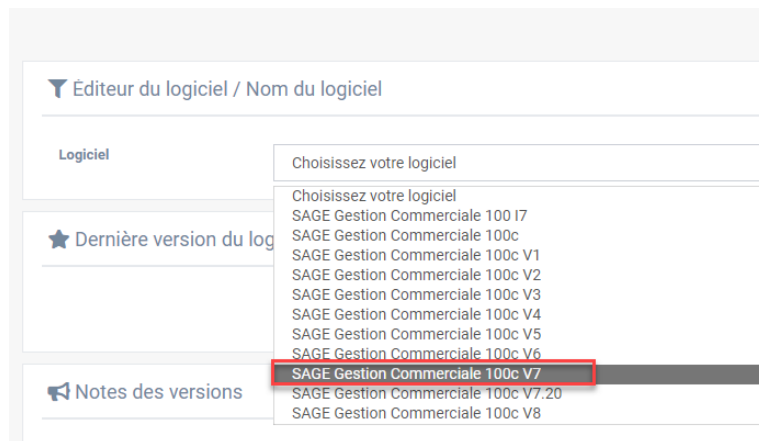 Éditeur du logiciel / Nom du logiciel
Logiciel
Choisissez votre logiciel
Choisissez votre logiciel
SAGE Gestion Commerciale 100 I7
SAGE Gestion Commerciale 100c
Dernière version du log
SAGE Gestion Commerciale 100c V1
SAGE Gestion Commerciale 100c V2
SAGE Gestion Commerciale 100c V3
SAGE Gestion Commerciale 100c V4
SAGE Gestion Commerciale 100c V5
SAGE Gestion Commerciale 100c V6
SAGE Gestion Commerciale 100c V7
Notes des versions
SAGE Gestion Commerciale 100c V7.20
SAGE Gestion Commerciale 100c V8